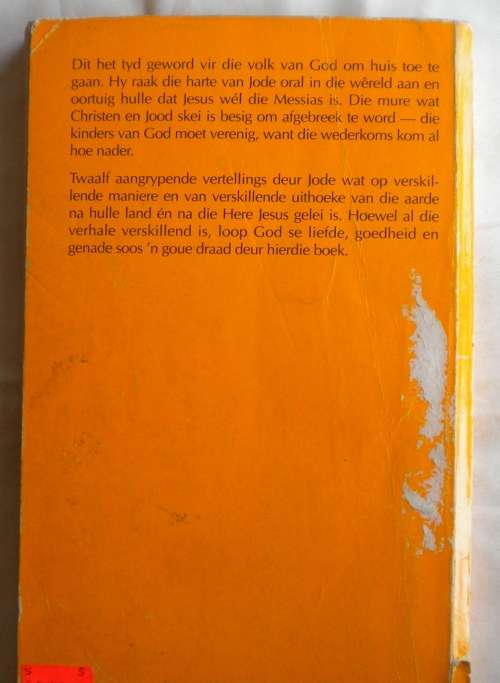 Dit het tyd geword vir die volk van God om huis toe te
gaan. Hy raak die harte van Jode oral in die wêreld aan en
oortuig hulle dat Jesus wél die Messias is. Die mure wat
Christen en Jood skei is besig om afgebreek te word — die
kinders van God moet verenig, want die wederkoms kom al
hoe nader.
Twaalf aangrypende vertellings deur Jode wat op verskil-
lende maniere en van verskillende uithoeke van die aarde
na hulle land én na die Here Jesus gelei is. Hoewel al die
verhale verskillend is, loop God se liefde, goedheid en
genade soos 'n goue draad deur hierdie boek.